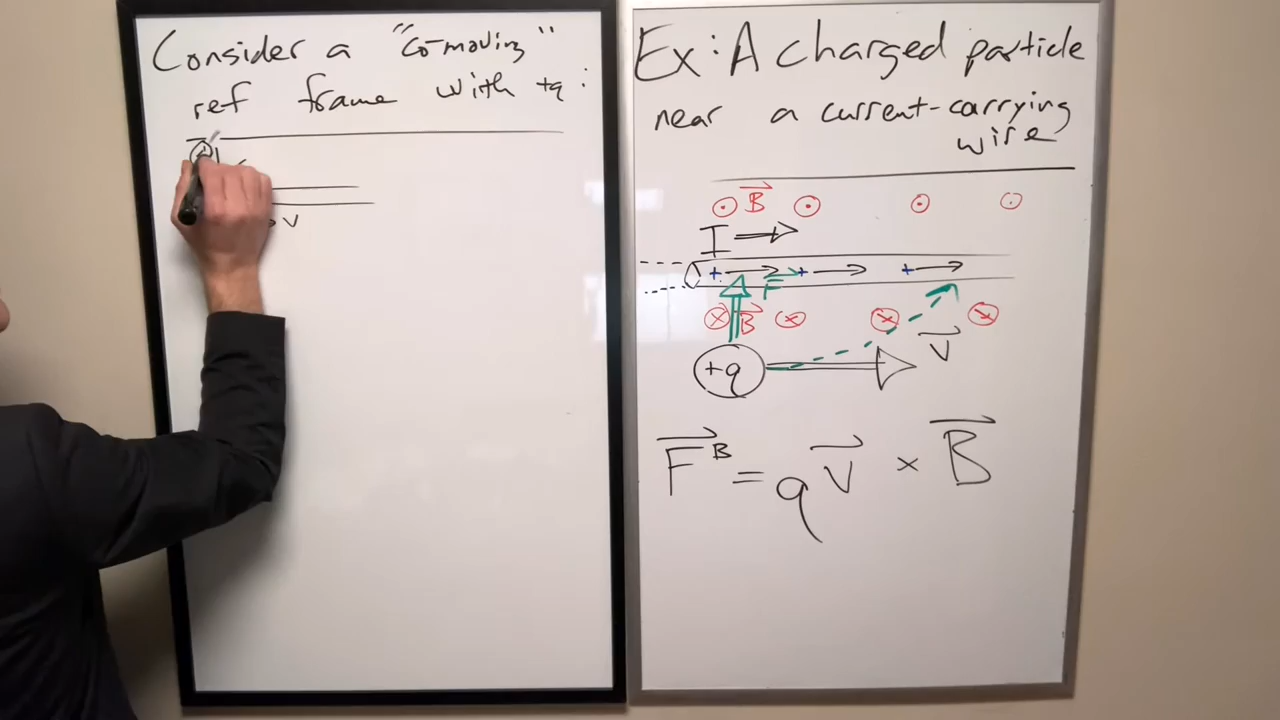 Consider a "co-moving"
ref frame with +q :
v
Ex: A charged particle
near a current-carrying
wire
B
I
+ + +
F
B
+q
v
F^B = q v × B